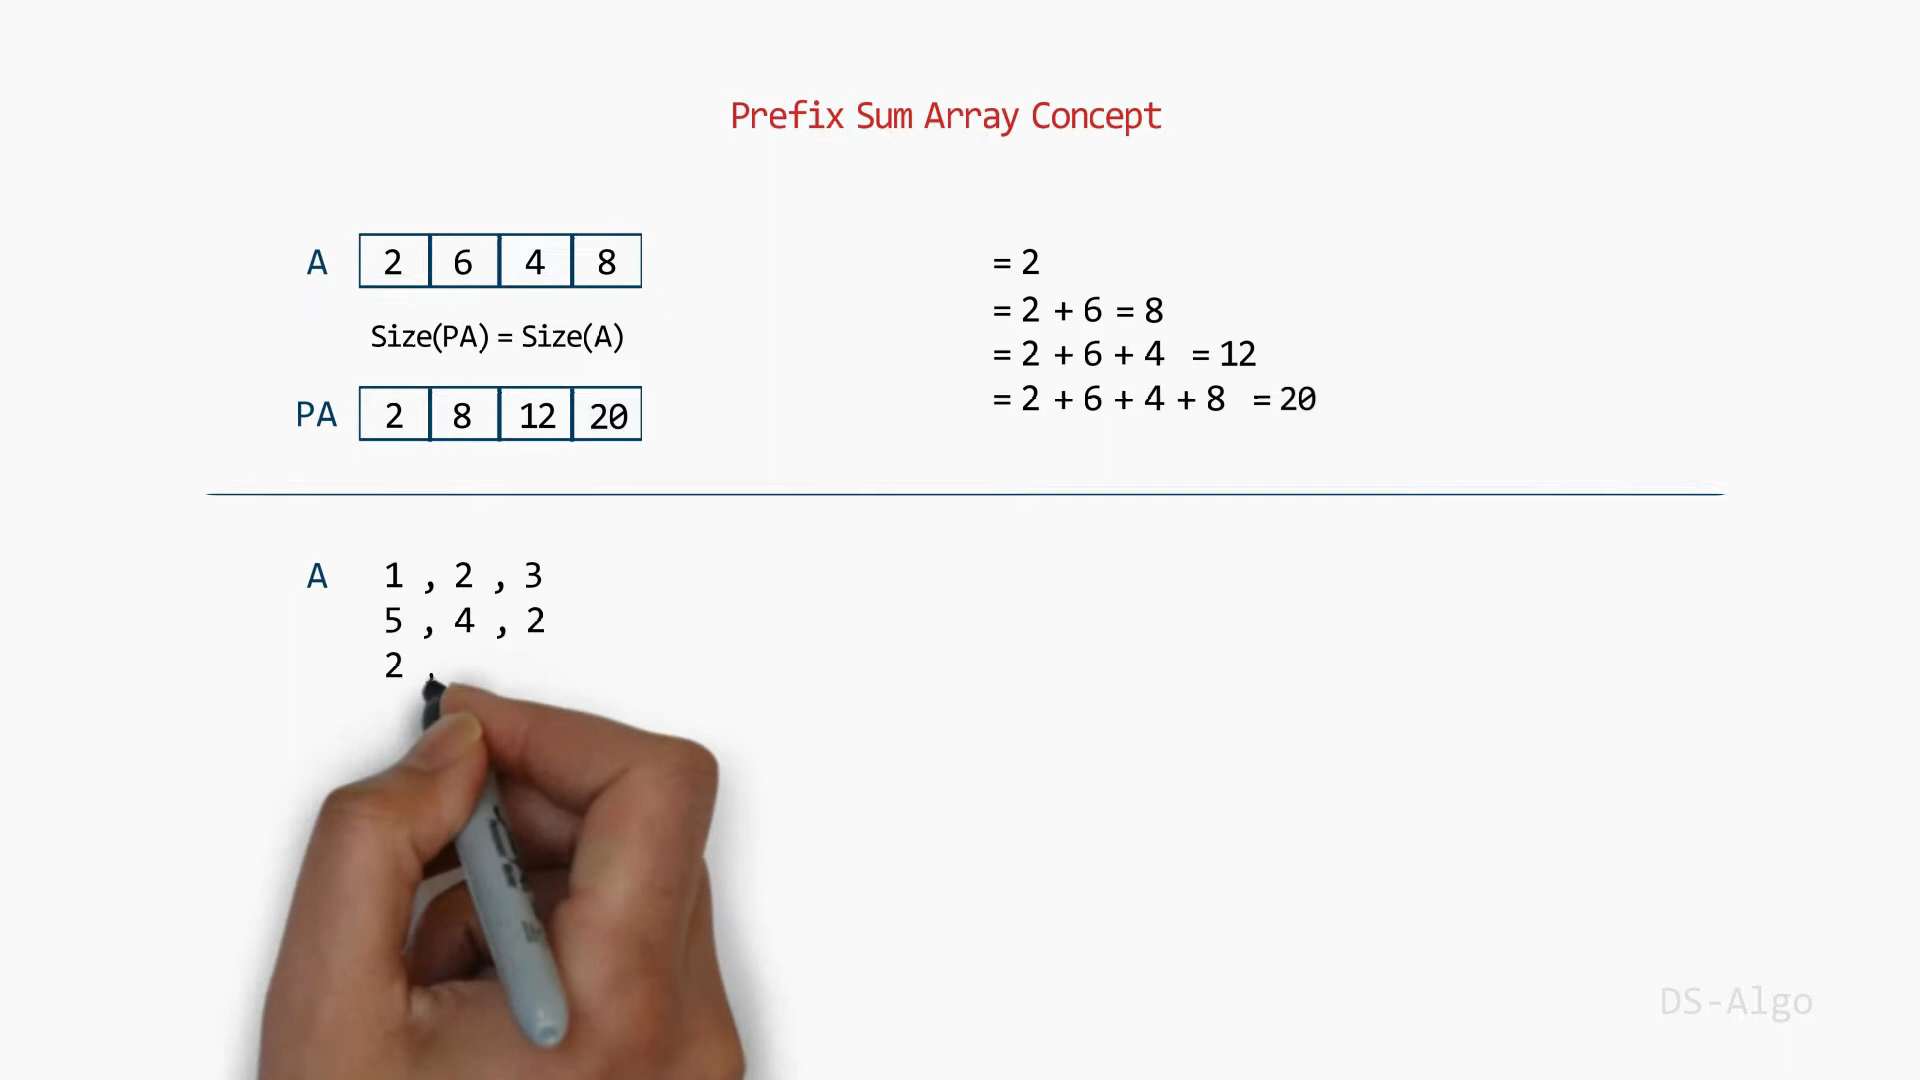 Prefix Sum Array Concept
A 2 6 4 8
Size(PA) = Size(A)
PA 2 8 12 20
= 2
= 2 + 6 = 8
= 2 + 6 + 4 = 12
= 2 + 6 + 4 + 8 = 20
A 1 , 2 , 3
5 , 4 , 2
2 ,
DS-Algo